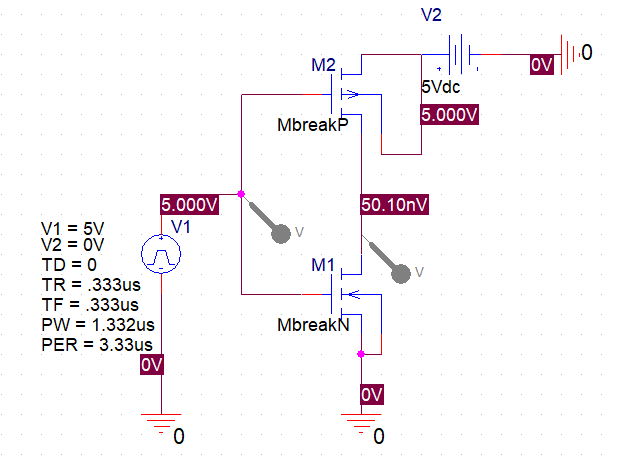 V2
0
0V
M2
5Vdc
+
-
5.000V
MbreakP
5.000V
50.10nV
V1
+
-
V
V1 = 5V
V2 = 0V
TD = 0
TR = .333us
TF = .333us
PW = 1.332us
PER = 3.33us
M1
V
MbreakN
0V
0V
0
0